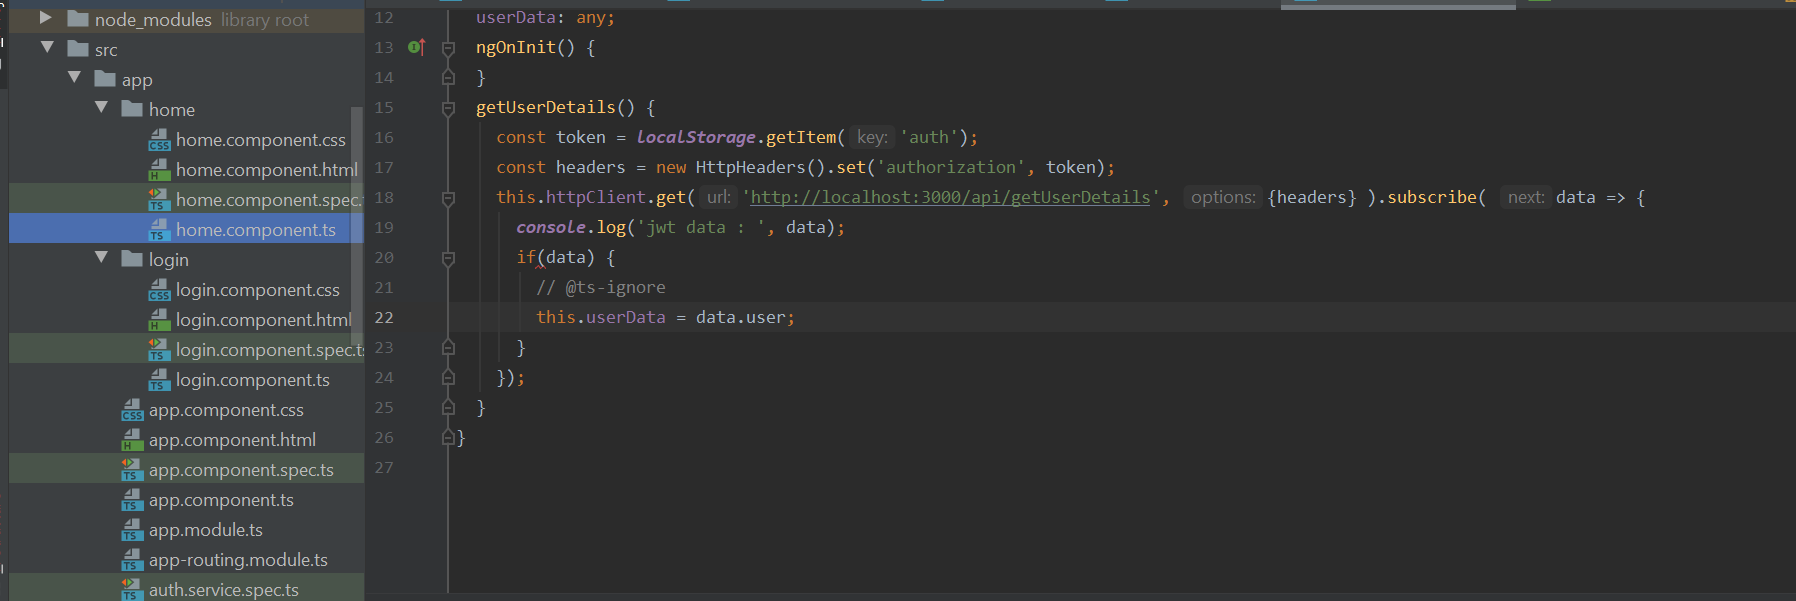 node_modules library root
src
app
home
home.component.css
home.component.html
home.component.spec.
home.component.ts
login
login.component.css
login.component.html
login.component.spec.ts
login.component.ts
app.component.css
app.component.html
app.component.spec.ts
app.component.ts
app.module.ts
app-routing.module.ts
auth.service.spec.ts
12 userData: any;
13 ngOnInit() {
14 }
15 getUserDetails() {
16 const token = localStorage.getItem( key: 'auth');
17 const headers = new HttpHeaders().set('authorization', token);
18 this.httpClient.get( url: 'http://localhost:3000/api/getUserDetails', options: {headers} ).subscribe( next: data => {
19 console.log('jwt data : ', data);
20 if(data) {
21 // @ts-ignore
22 this.userData = data.user;
23 }
24 });
25 }
26 }
27